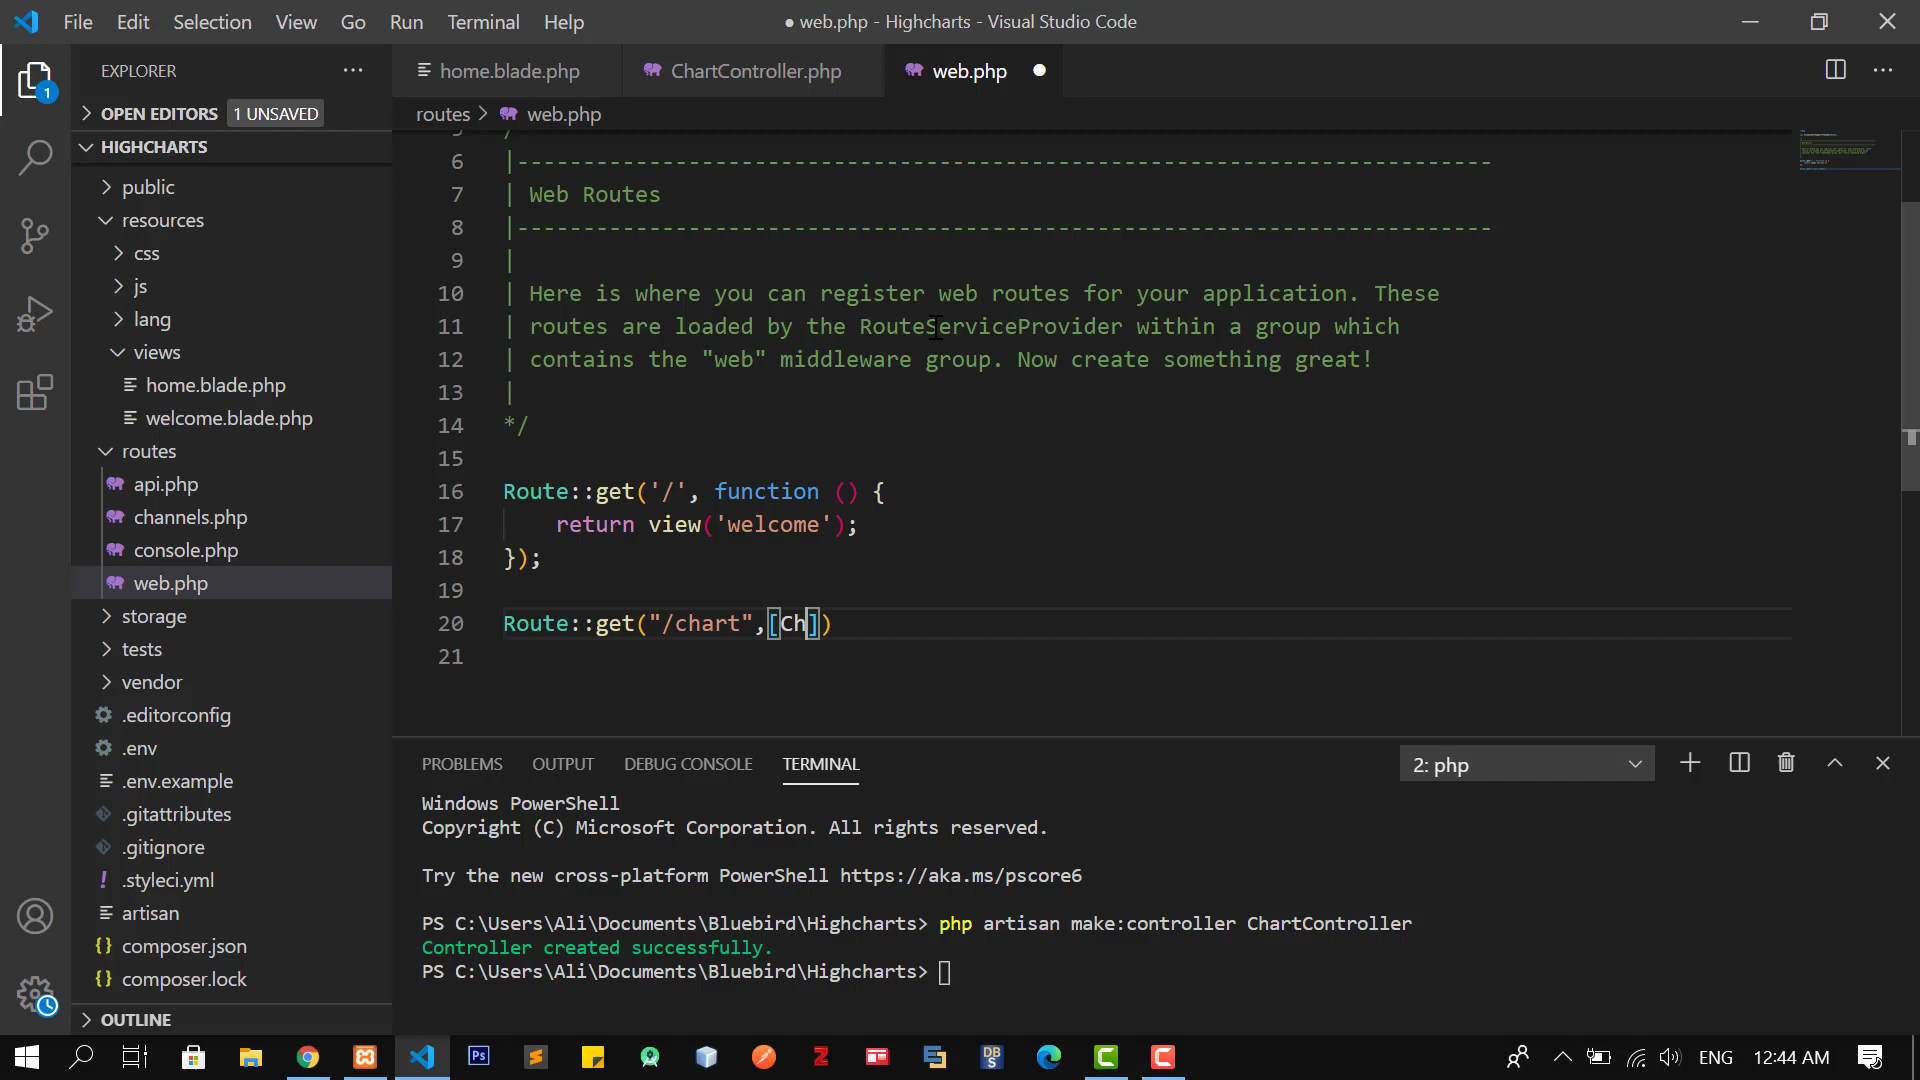 File Edit Selection View Go Run Terminal Help
● web.php - Highcharts - Visual Studio Code
EXPLORER
1
OPEN EDITORS 1 UNSAVED
HIGHCHARTS
public
resources
css
js
lang
views
home.blade.php
welcome.blade.php
routes
api.php
channels.php
console.php
web.php
storage
tests
vendor
.editorconfig
.env
.env.example
.gitattributes
.gitignore
.styleci.yml
artisan
composer.json
composer.lock
OUTLINE
home.blade.php ChartController.php web.php
routes > web.php
6 |--------------------------------------------------------------------------
7 | Web Routes
8 |--------------------------------------------------------------------------
9 |
10 | Here is where you can register web routes for your application. These
11 | routes are loaded by the RouteServiceProvider within a group which
12 | contains the "web" middleware group. Now create something great!
13 |
14 */
15
16 Route::get('/', function () {
17 return view('welcome');
18 });
19
20 Route::get("/chart",[Ch])
21
PROBLEMS OUTPUT DEBUG CONSOLE TERMINAL 2: php
Windows PowerShell
Copyright (C) Microsoft Corporation. All rights reserved.
Try the new cross-platform PowerShell https://aka.ms/pscore6
PS C:\Users\Ali\Documents\Bluebird\Highcharts> php artisan make:controller ChartController
Controller created successfully.
PS C:\Users\Ali\Documents\Bluebird\Highcharts>
Ps
DB
S
ENG 12:44 AM